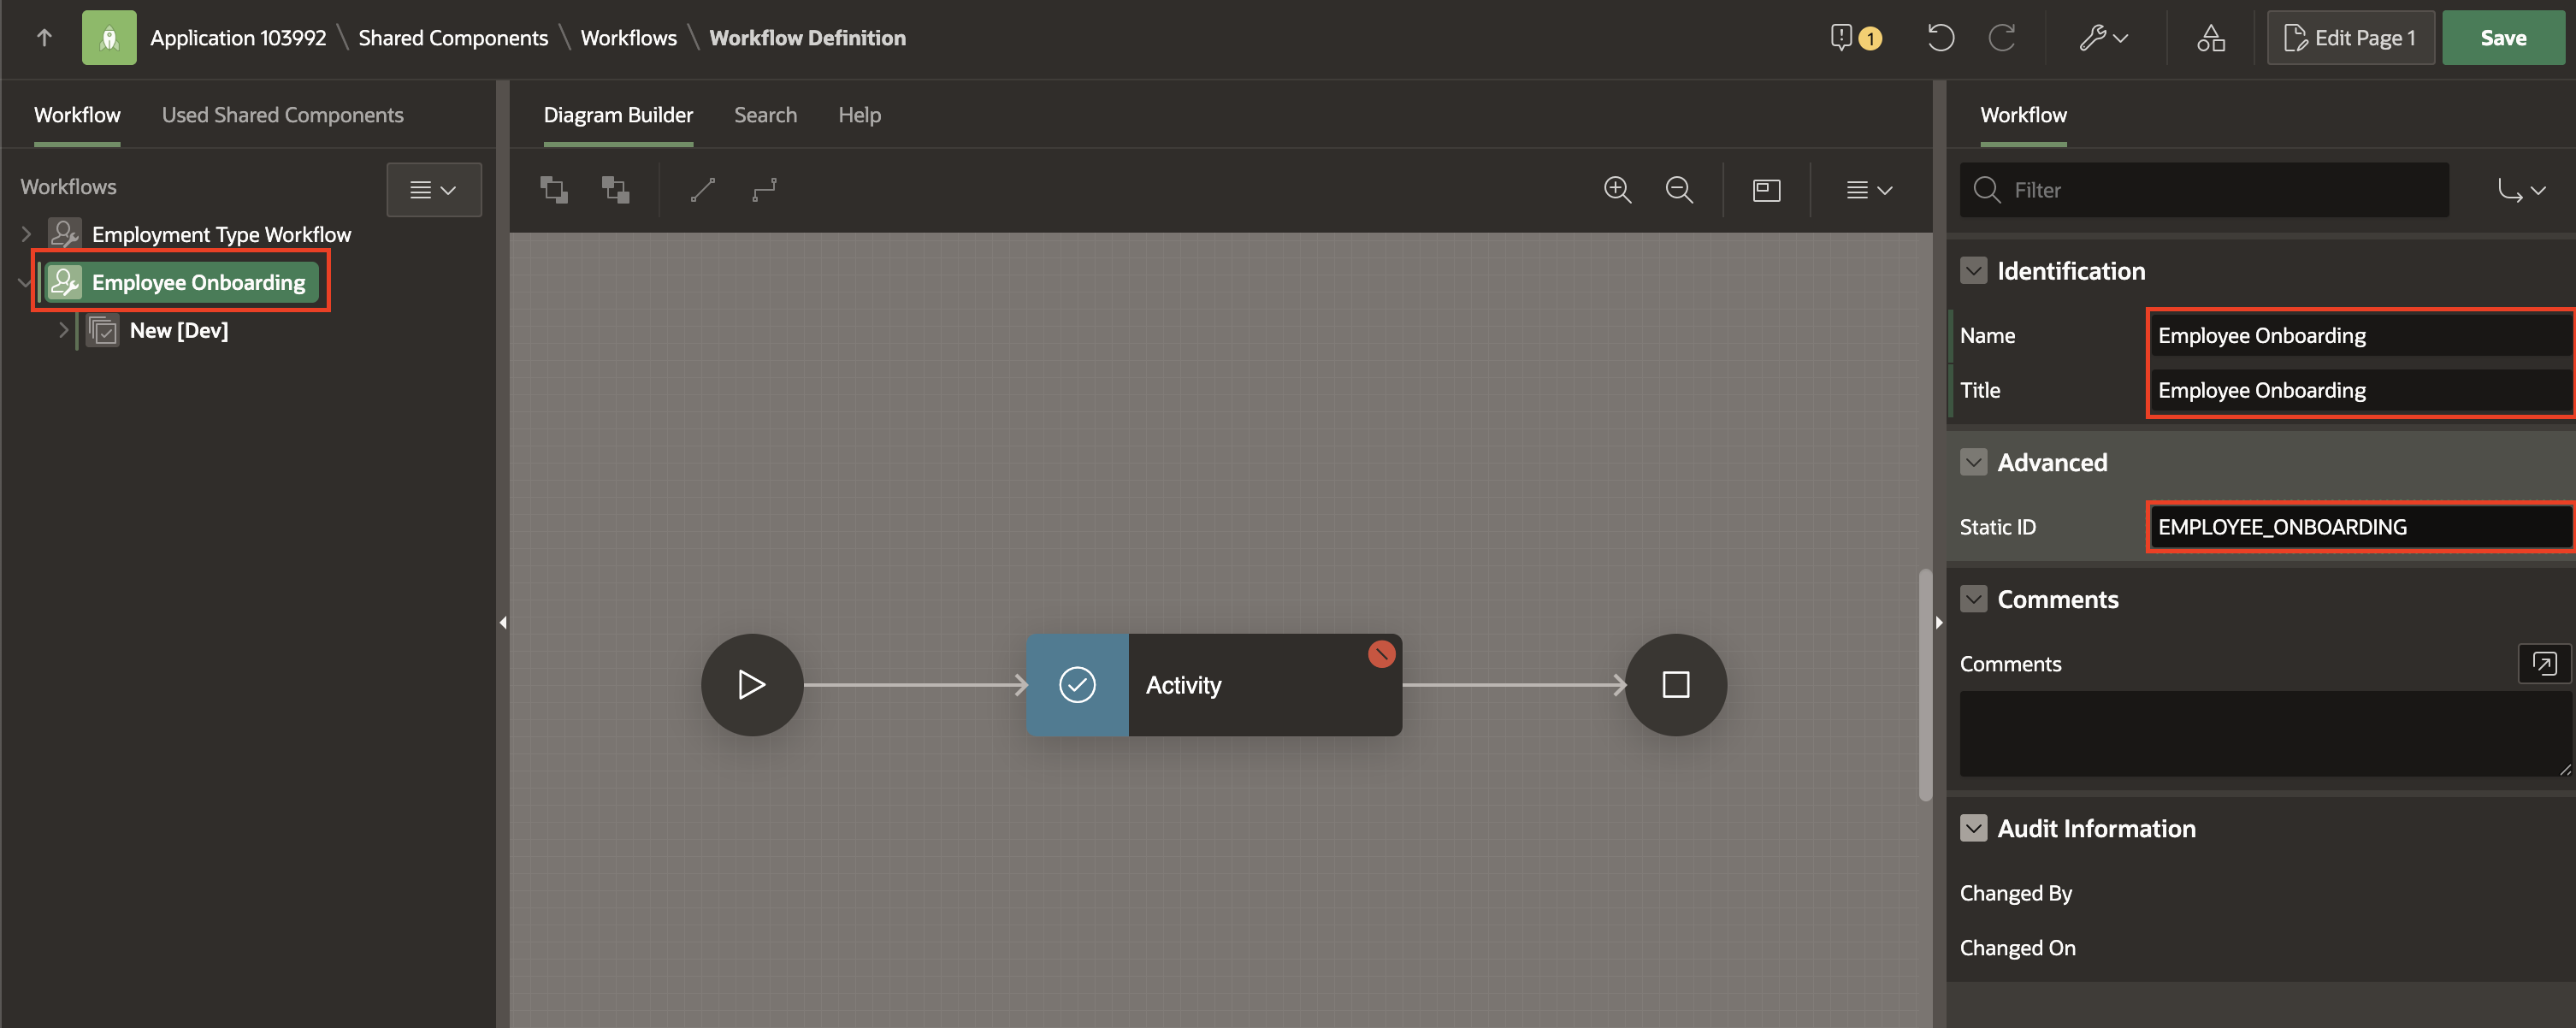 Application 103992 \ Shared Components \ Workflows \ Workflow Definition
1
Edit Page 1
Save
Workflow
Used Shared Components
Workflows
Employment Type Workflow
Employee Onboarding
New [Dev]
Diagram Builder
Search
Help
Activity
Workflow
Filter
Identification
Name
Employee Onboarding
Title
Employee Onboarding
Advanced
Static ID
EMPLOYEE_ONBOARDING
Comments
Comments
Audit Information
Changed By
Changed On